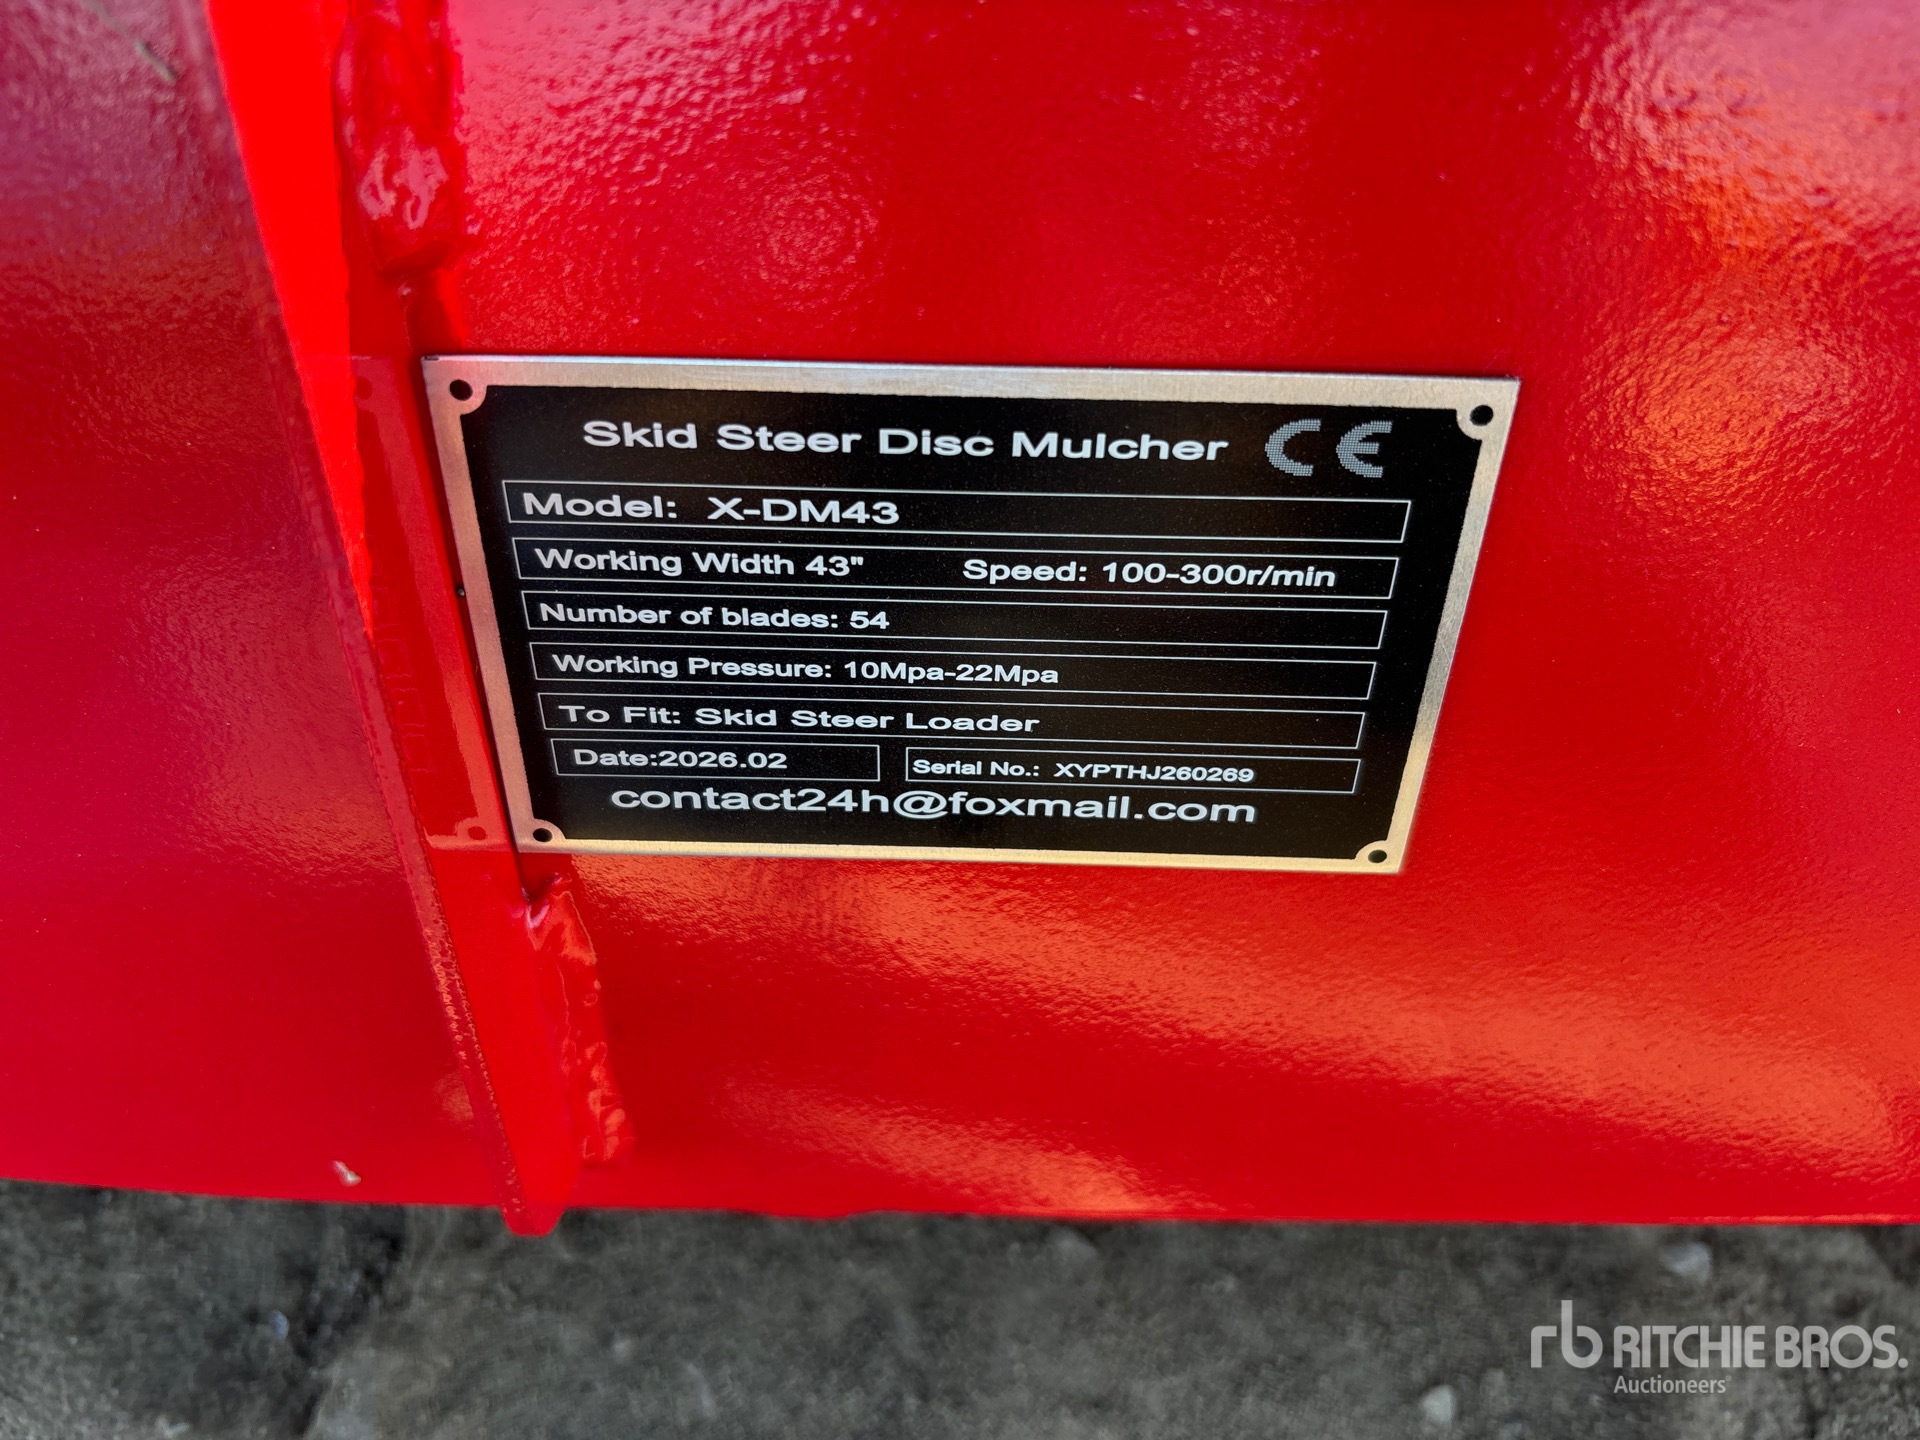 Skid Steer Disc Mulcher CE
Model: X-DM43
Working Width 43" Speed: 100-300r/min
Number of blades: 54
Working Pressure: 10Mpa-22Mpa
To Fit: Skid Steer Loader
Date:2026.02 Serial No.: XYPTHJ260269
contact24h@foxmail.com
rb RITCHIE BROS.
Auctioneers